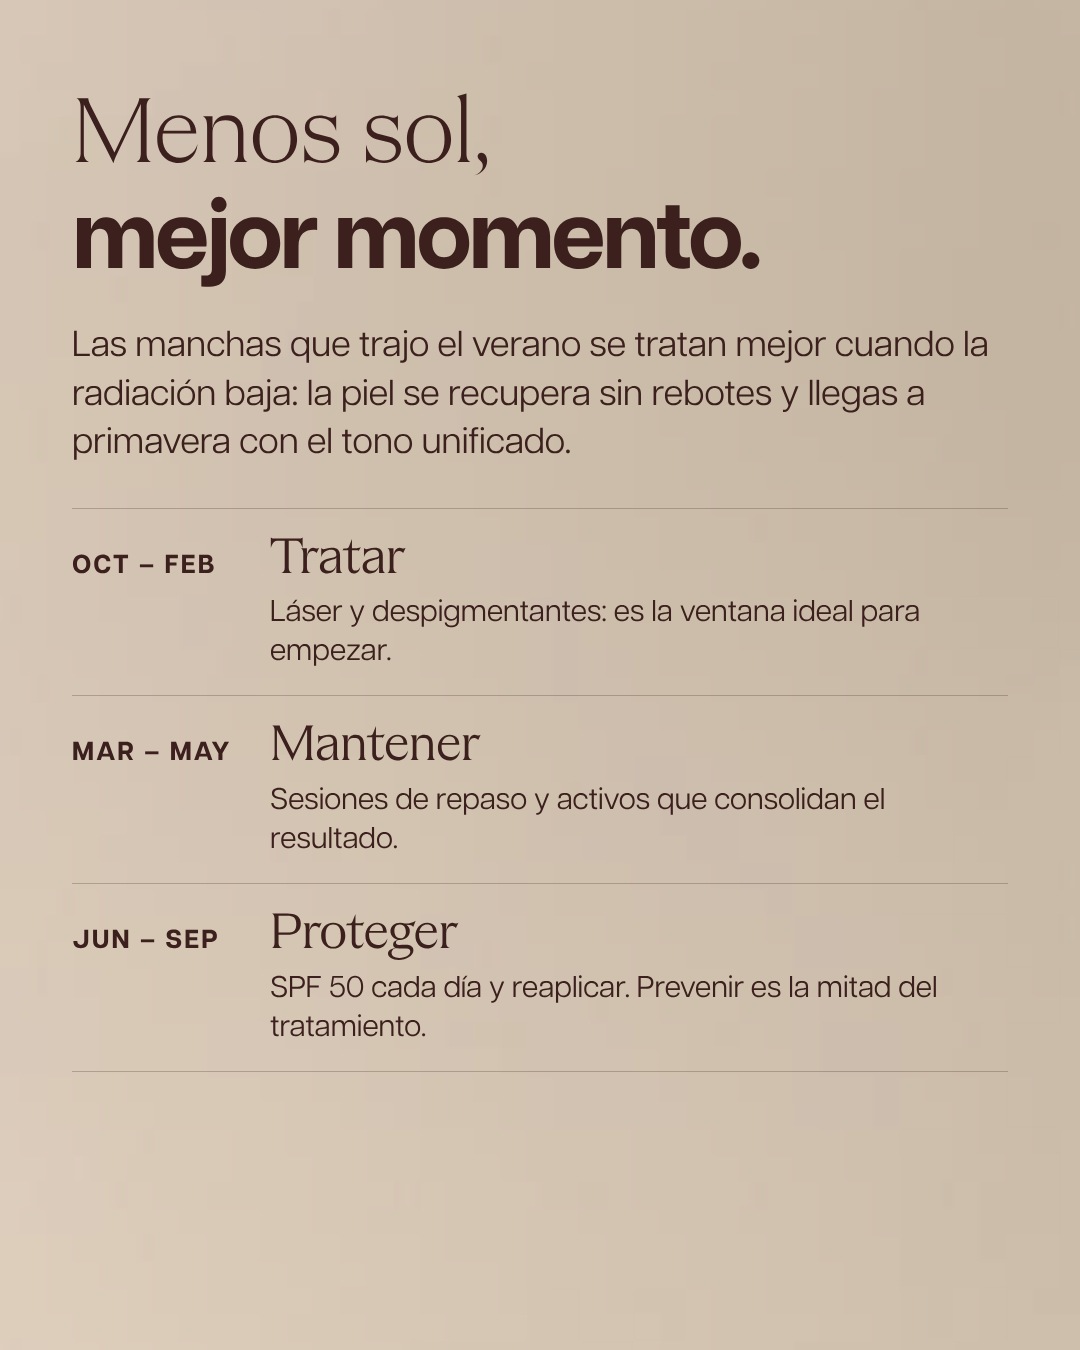 Menos sol,
mejor momento.
Las manchas que trajo el verano se tratan mejor cuando la
radiación baja: la piel se recupera sin rebotes y llegas a
primavera con el tono unificado.
OCT – FEB
Tratar
Láser y despigmentantes: es la ventana ideal para
empezar.
MAR – MAY
Mantener
Sesiones de repaso y activos que consolidan el
resultado.
JUN – SEP
Proteger
SPF 50 cada día y reaplicar. Prevenir es la mitad del
tratamiento.